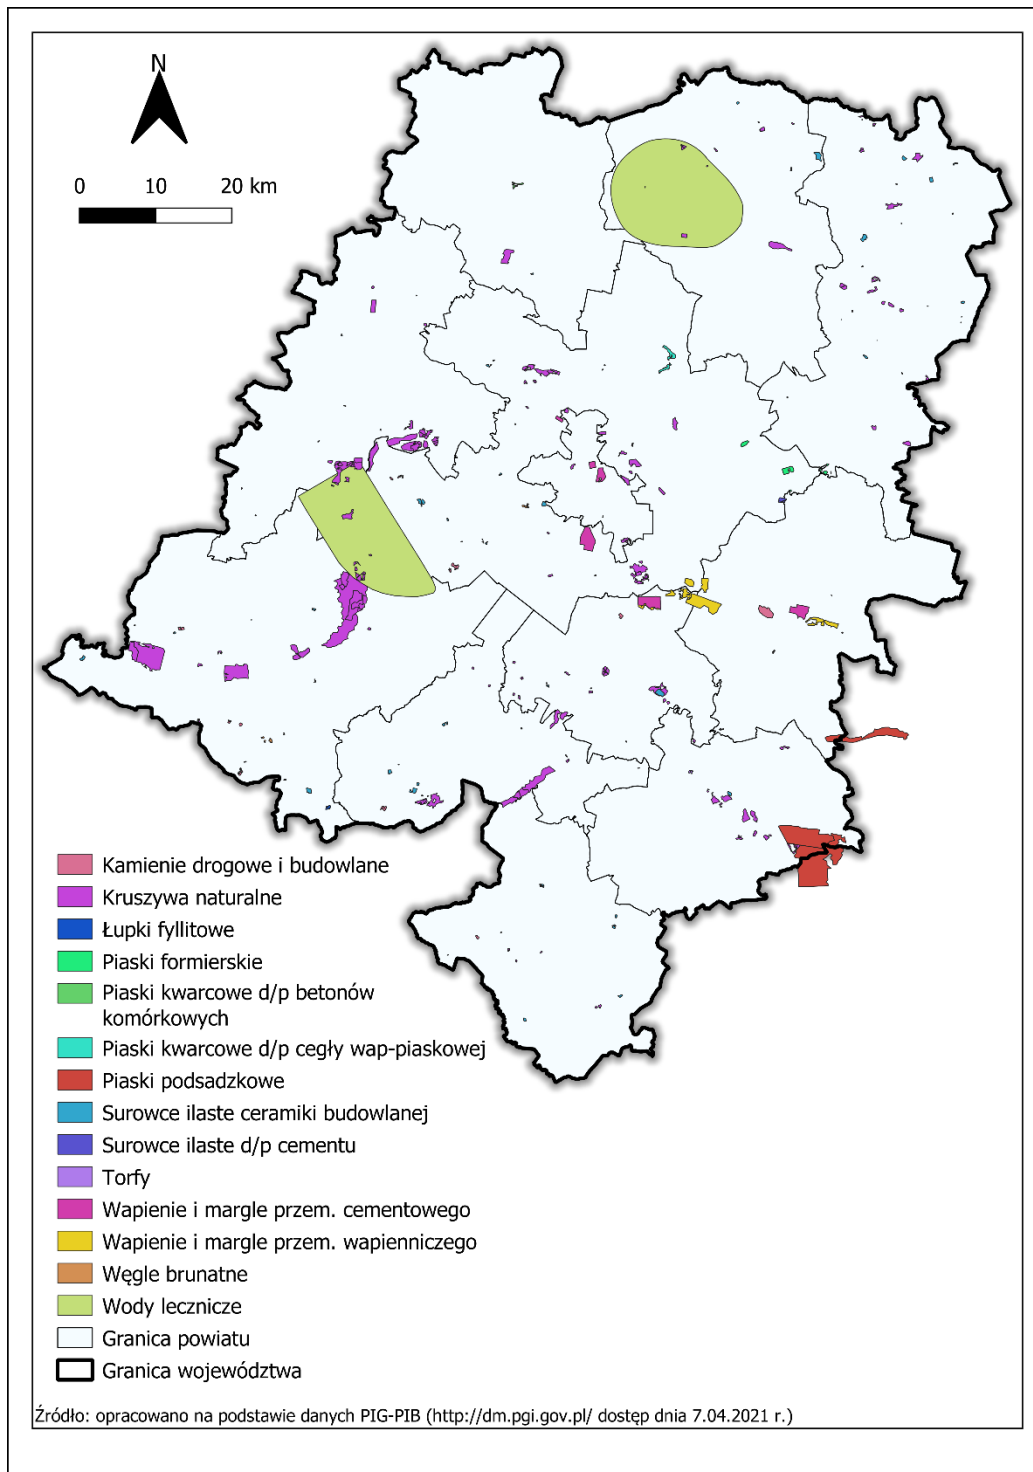 N
0 10 20 km
Kamienie drogowe i budowlane
Kruszywa naturalne
Łupki fyllitowe
Piaski formierskie
Piaski kwarcowe d/p betonów
komórkowych
Piaski kwarcowe d/p cegły wap-piaskowej
Piaski podsadzkowe
Surowce ilaste ceramiki budowlanej
Surowce ilaste d/p cementu
Torfy
Wapienie i margle przem. cementowego
Wapienie i margle przem. wapienniczego
Węgle brunatne
Wody lecznicze
Granica powiatu
Granica województwa
Źródło: opracowano na podstawie danych PIG-PIB (http://dm.pgi.gov.pl/ dostęp dnia 7.04.2021 r.)